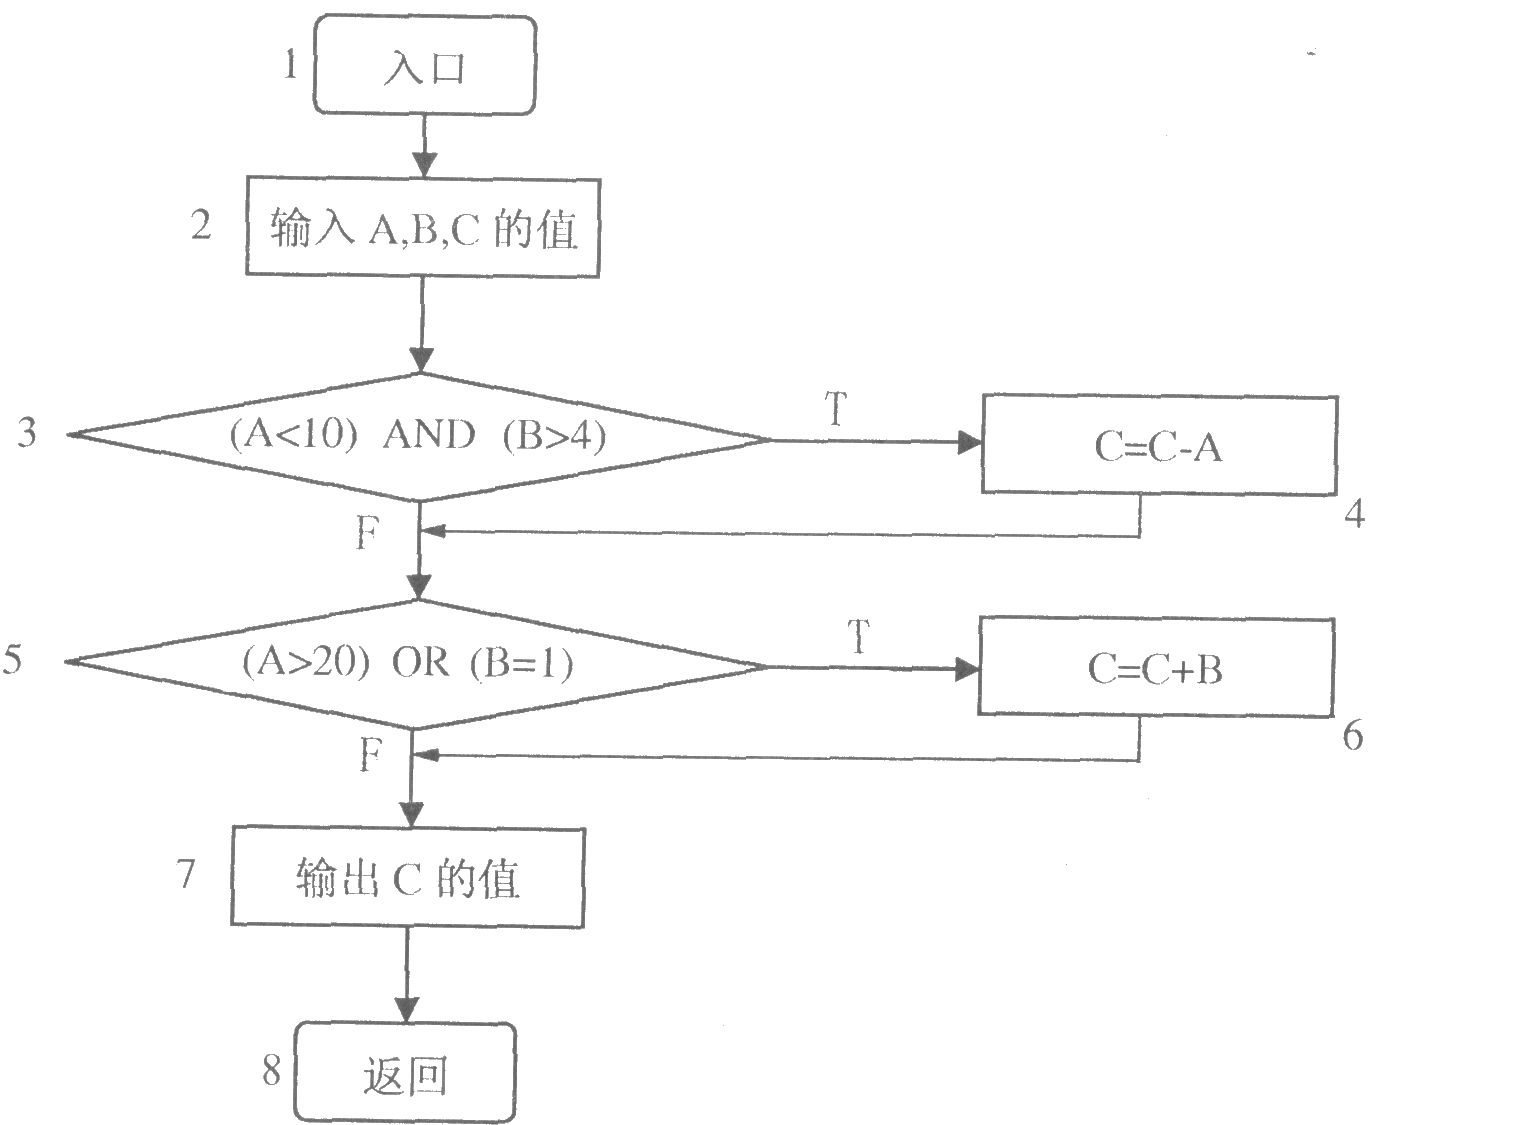 1 入口
2 输入 A,B,C 的值
3 (A<10) AND (B>4) T C=C-A
4
F
5 (A>20) OR (B=1) T C=C+B
6
F
7 输出 C 的值
8 返回